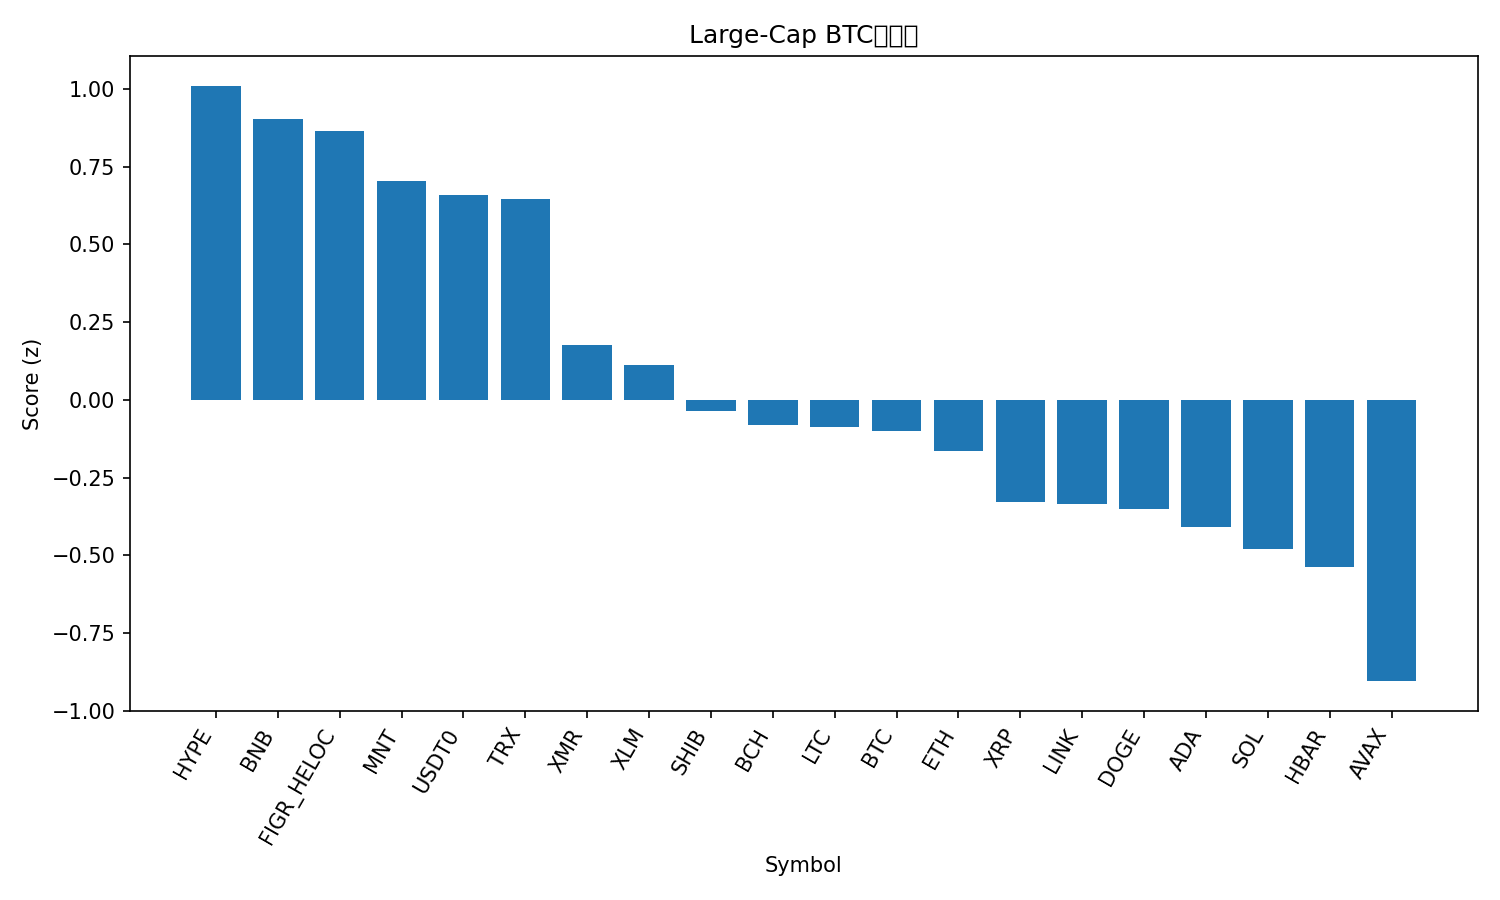 Large-Cap BTC
Score (z)
1.00
0.75
0.50
0.25
0.00
−0.25
−0.50
−0.75
−1.00
HYPE
BNB
FIGR_HELOC
MNT
USDT0
TRX
XMR
XLM
SHIB
BCH
LTC
BTC
ETH
XRP
LINK
DOGE
ADA
SOL
HBAR
AVAX
Symbol